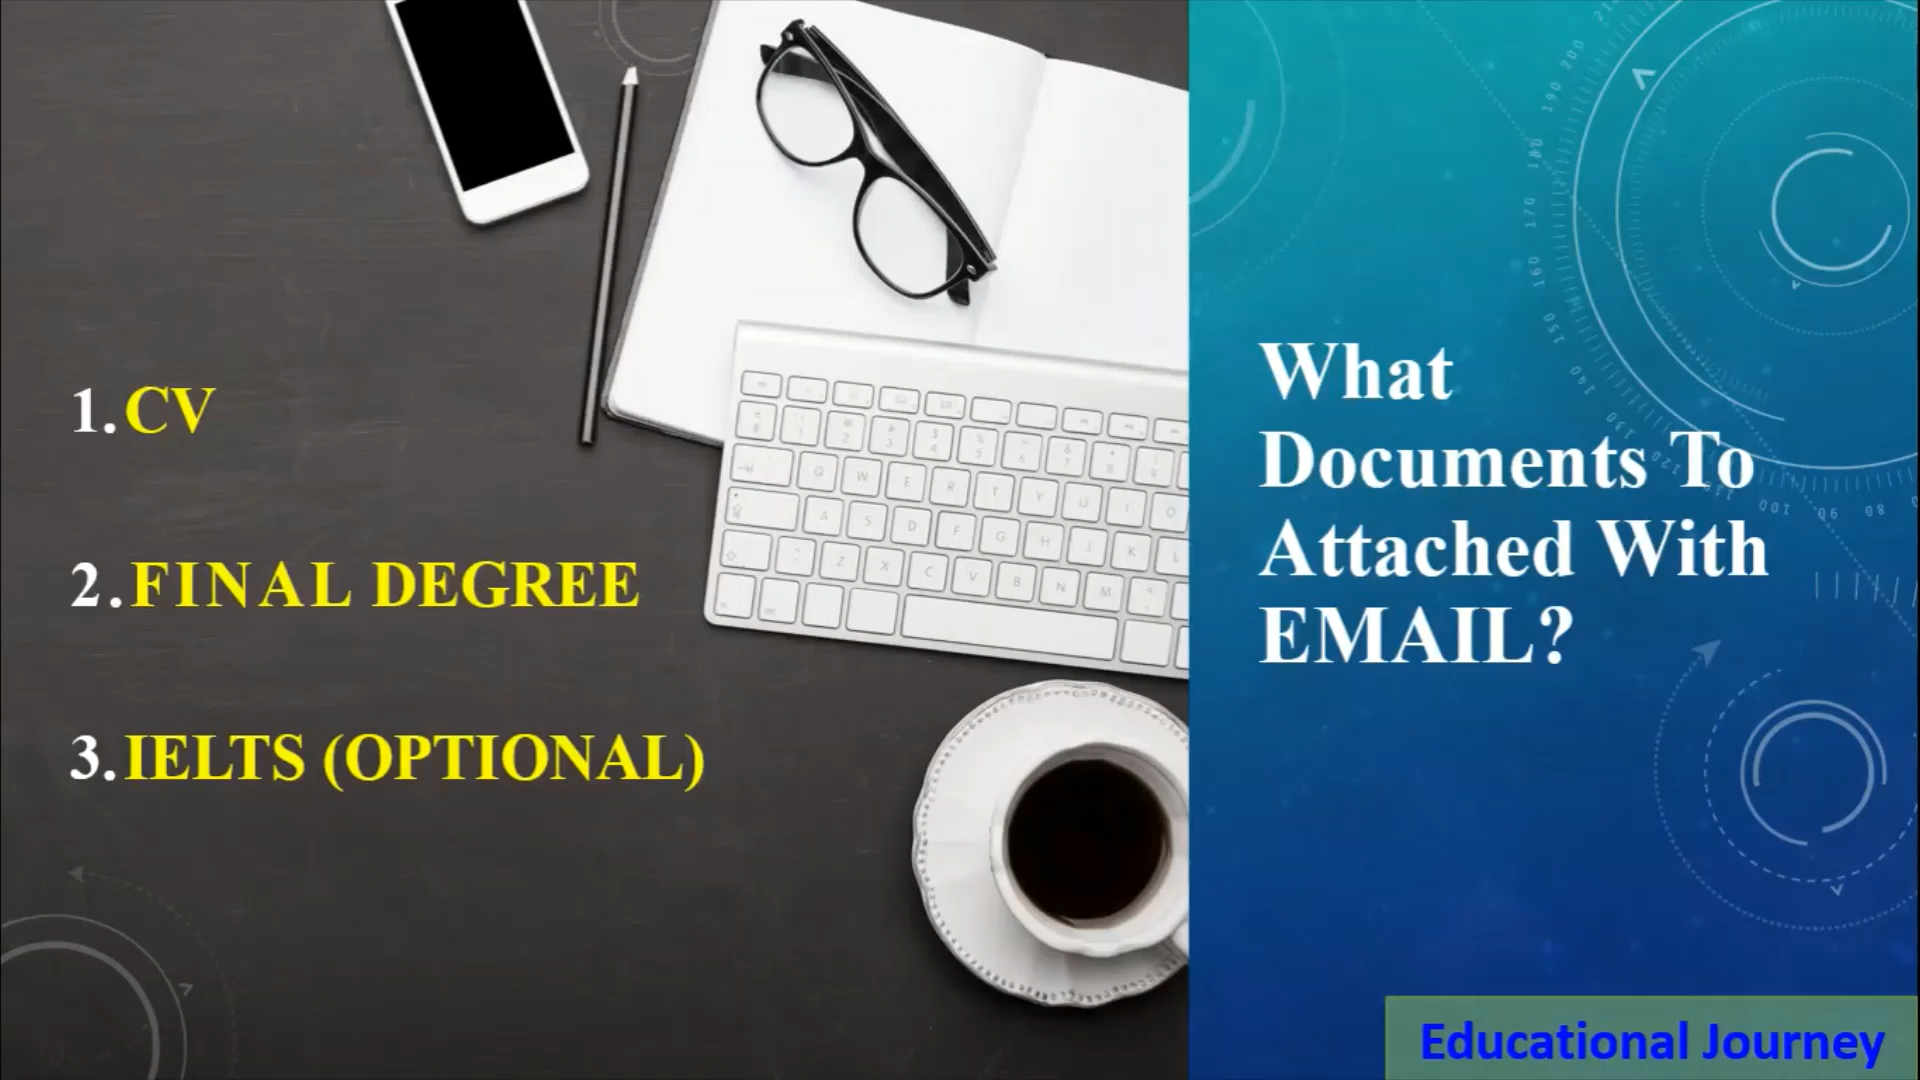 1. CV
2. FINAL DEGREE
3. IELTS (OPTIONAL)
What
Documents To
Attached With
EMAIL?
Educational Journey